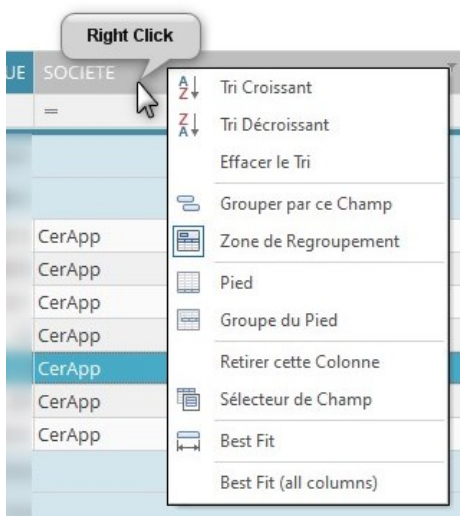 Right Click
UE
SOCIETE
=
CerApp
CerApp
CerApp
CerApp
CerApp
CerApp
CerApp
Tri Croissant
Tri Décroissant
Effacer le Tri
Grouper par ce Champ
Zone de Regroupement
Pied
Groupe du Pied
Retirer cette Colonne
Sélecteur de Champ
Best Fit
Best Fit (all columns)